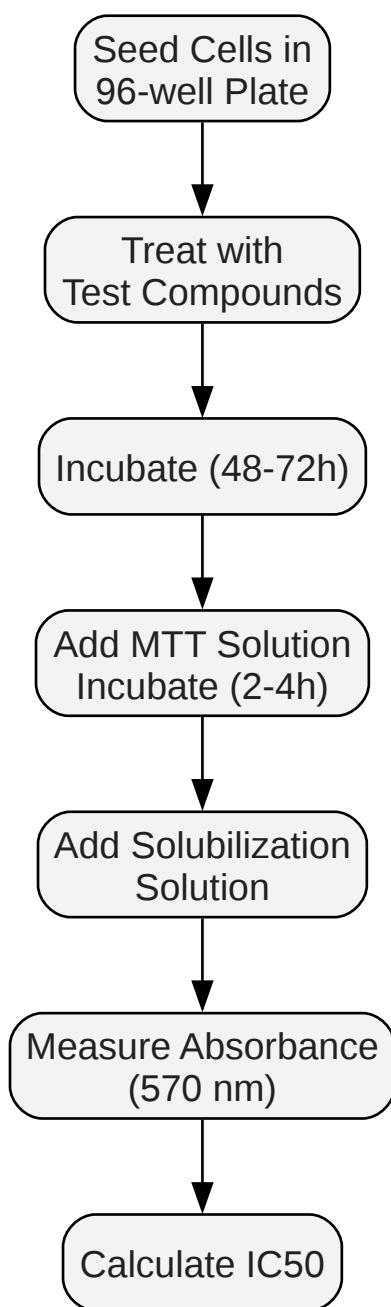 Seed Cells in
96-well Plate
Treat with
Test Compounds
Incubate (48-72h)
Add MTT Solution
Incubate (2-4h)
Add Solubilization
Solution
Measure Absorbance
(570 nm)
Calculate IC50